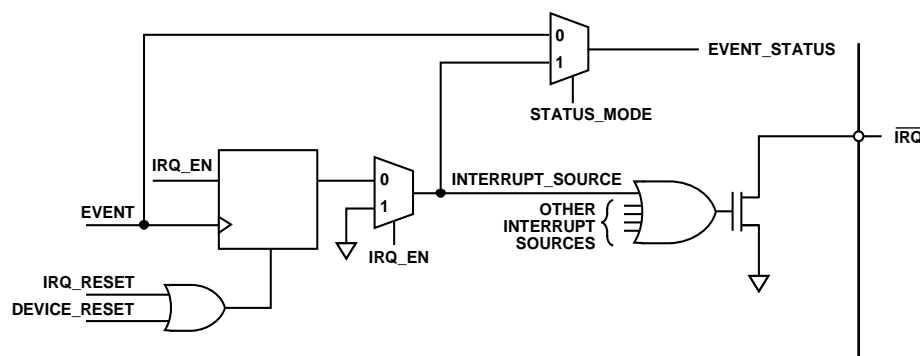 0
1
EVENT_STATUS
STATUS_MODE
IRQ
IRQ_EN
0
1
INTERRUPT_SOURCE
EVENT
OTHER
INTERRUPT
SOURCES
IRQ_EN
IRQ_RESET
DEVICE_RESET